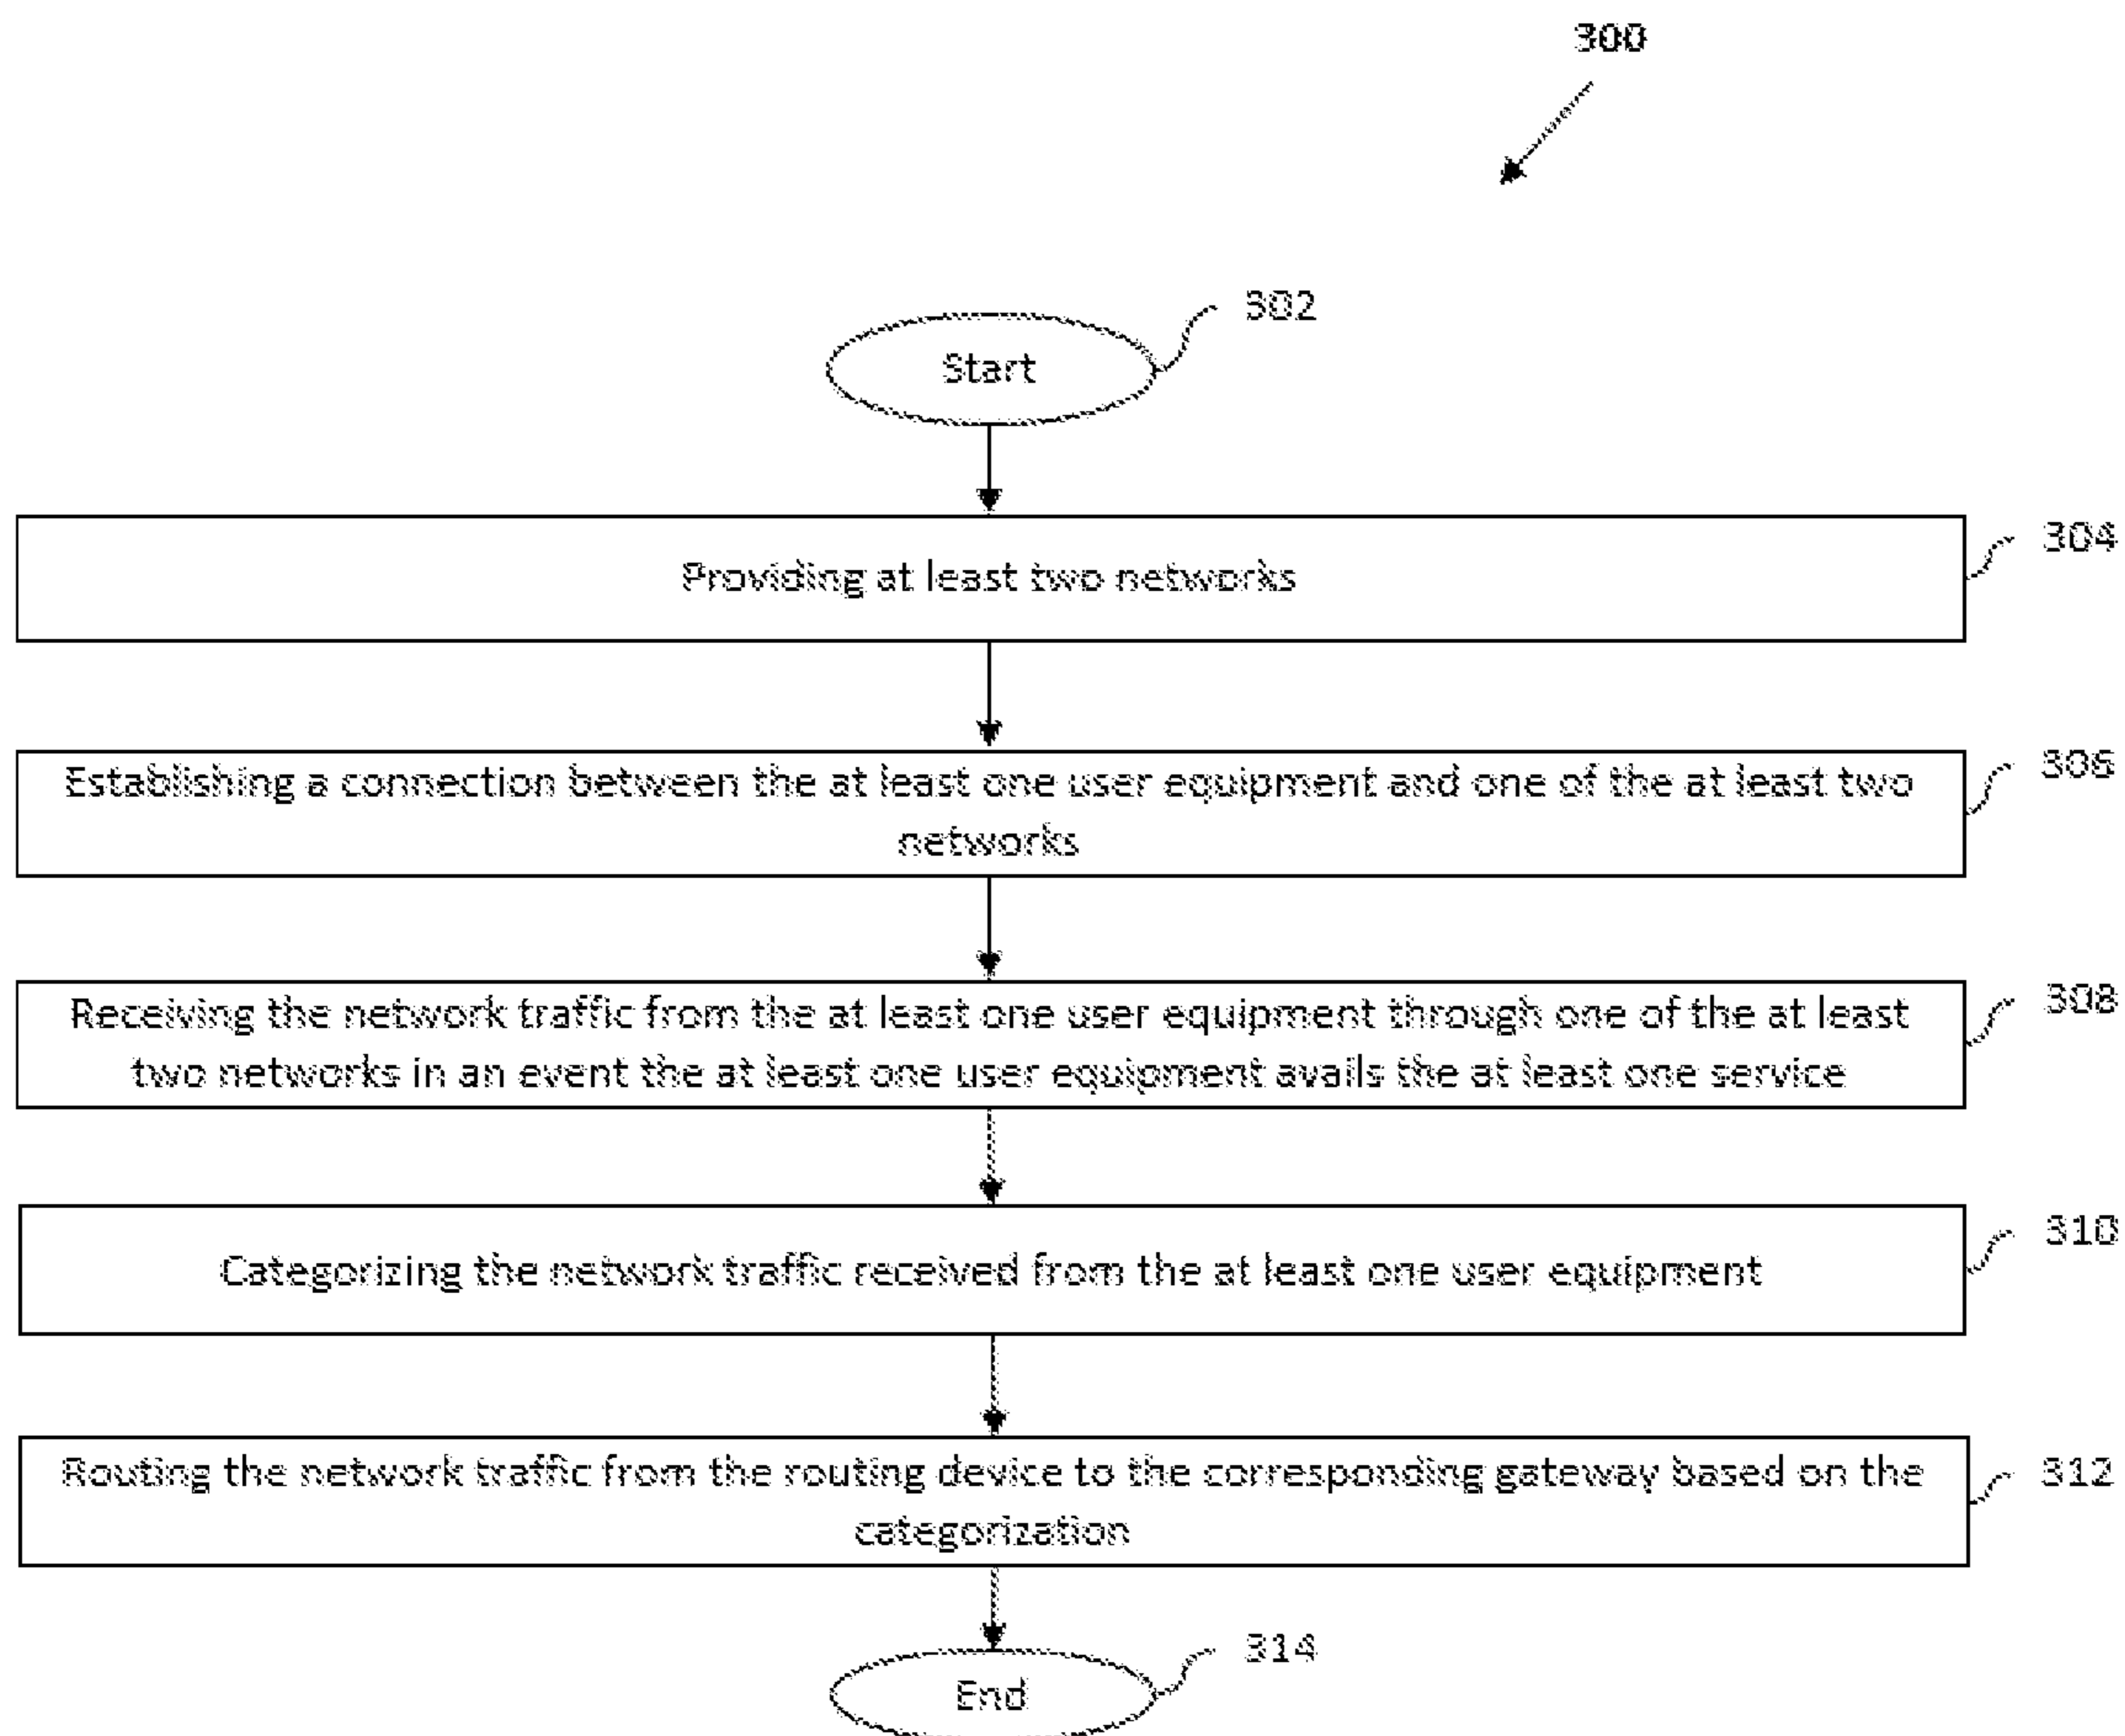 300
302
Start
304
Providing at least two networks
306
Establishing a connection between the at least one user equipment and one of the at least two
networks
308
Receiving the network traffic from the at least one user equipment through one of the at least
two networks in an event the at least one user equipment avails the at least one service
310
Categorizing the network traffic received from the at least one user equipment
312
Routing the network traffic from the routing device to the corresponding gateway based on the
categorization
314
End